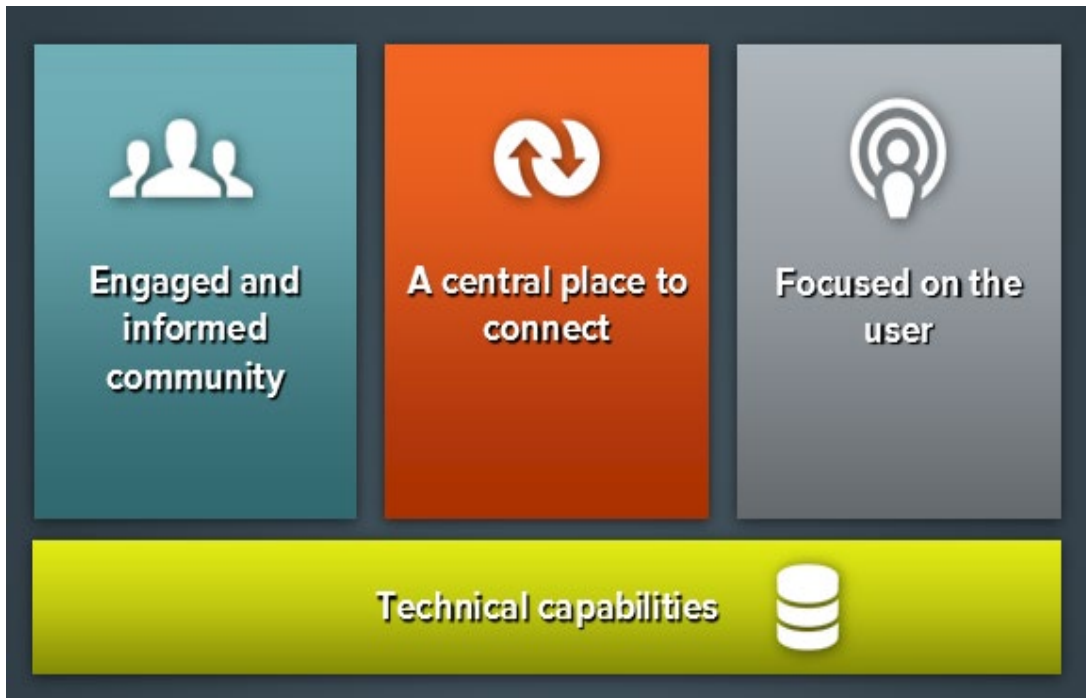 Engaged and
informed
community
A central place to
connect
Focused on the
user
Technical capabilities